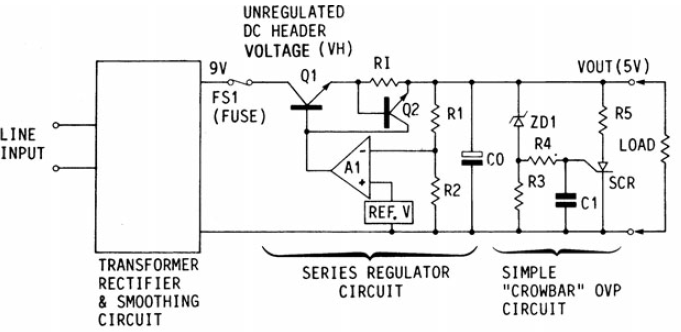 UNREGULATED
DC HEADER
VOLTAGE (VH)
9V
FS1
(FUSE)
Q1
RI
Q2
R1
R2
A1
-
+
REF. V
CO
VOUT(5V)
ZD1
R4
R3
C1
R5
SCR
LOAD
LINE
INPUT
TRANSFORMER
RECTIFIER
& SMOOTHING
CIRCUIT
SERIES REGULATOR
CIRCUIT
SIMPLE
"CROWBAR" OVP
CIRCUIT